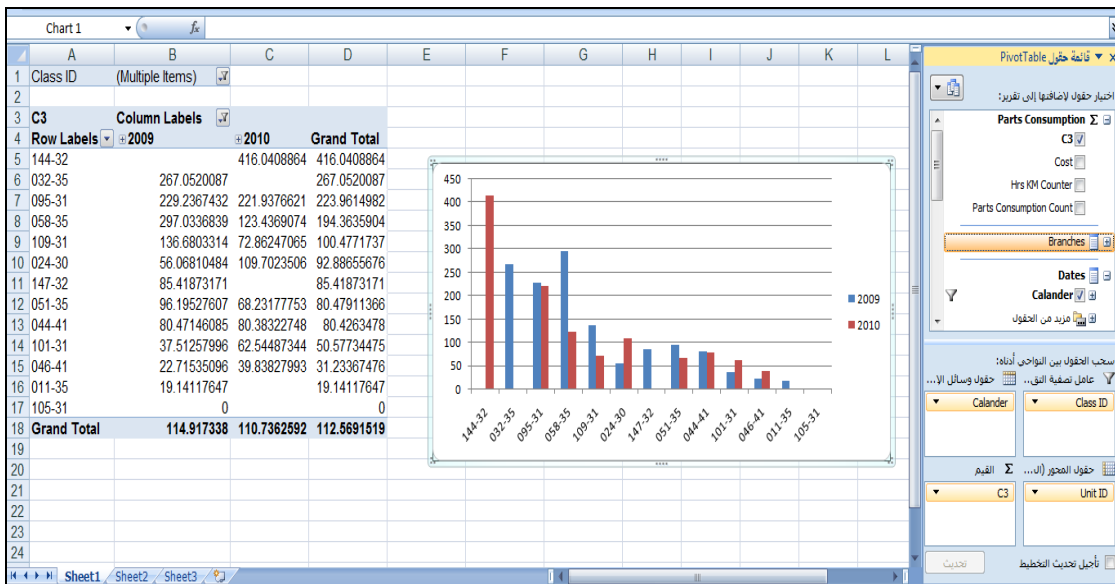 Chart 1
fx
A B C D E F G H I J K L
1 Class ID (Multiple Items)
2
3 C3 Column Labels
4 Row Labels 2009 2010 Grand Total
5 144-32 416.0408864 416.0408864
6 032-35 267.0520087 267.0520087
7 095-31 229.2367432 221.9376621 223.9614982
8 058-35 297.0336839 123.4369074 194.3635904
9 109-31 136.6803314 72.86247065 100.4771737
10 024-30 56.06810484 109.7023506 92.88655676
11 147-32 85.41873171 85.41873171
12 051-35 96.19527607 68.23177753 80.47911366
13 044-41 80.47146085 80.38322748 80.4263478
14 101-31 37.51257996 62.54487344 50.57734475
15 046-41 22.71535096 39.83827993 31.23367476
16 011-35 19.14117647 19.14117647
17 105-31 0 0
18 Grand Total 114.917338 110.7362592 112.5691519
19
20
21
22
23
24
450
400
350
300
250
200
150
100
50
0
144-32 032-35 095-31 058-35 109-31 024-30 147-32 051-35 044-41 101-31 046-41 011-35 105-31
2009
2010
قائمة حقول PivotTable
اختيار حقول لإضافتها إلى تقرير:
Σ Parts Consumption
C3
Cost
Hrs KM Counter
Parts Consumption Count
Branches
Dates
Calander
مزيد من الحقول
سحب الحقول بين النواحي أدناه:
عامل تصفية التق... حقول وسائل الإ...
Class ID Calander
حقول المحور (ال... Σ القيم
Unit ID C3
تأجيل تحديث التخطيط تحديث
Sheet1 Sheet2 Sheet3